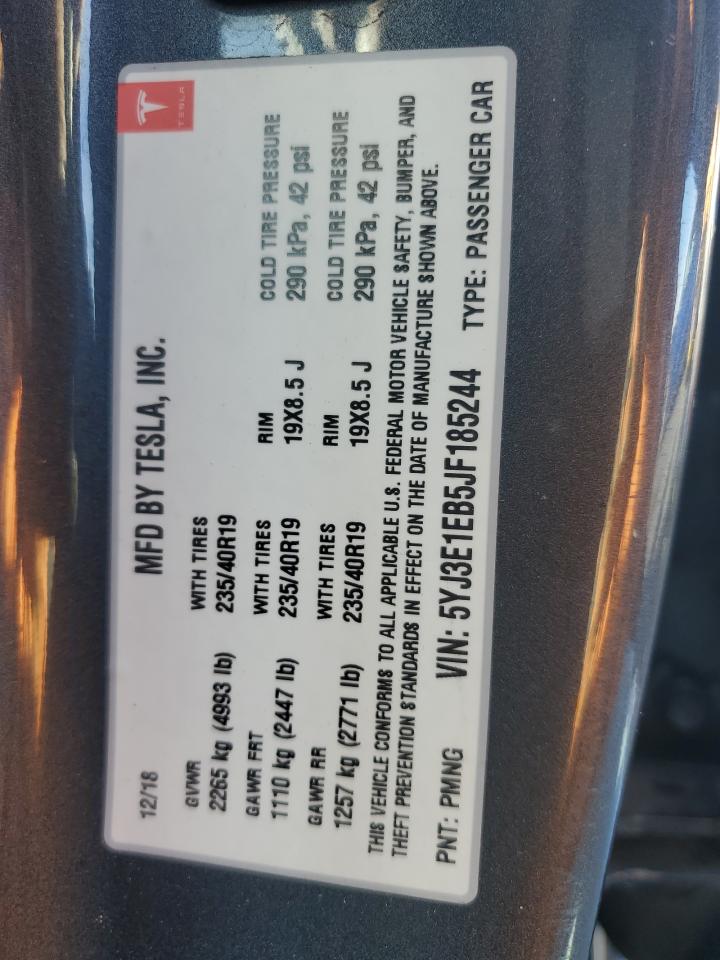 TESLA
12/18 MFD BY TESLA, INC.
GVWR WITH TIRES
2265 kg (4993 lb) 235/40R19
GAWR FRT WITH TIRES RIM COLD TIRE PRESSURE
1110 kg (2447 lb) 235/40R19 19X8.5 J 290 kPa, 42 psi
GAWR RR WITH TIRES RIM COLD TIRE PRESSURE
1257 kg (2771 lb) 235/40R19 19X8.5 J 290 kPa, 42 psi
THIS VEHICLE CONFORMS TO ALL APPLICABLE U.S. FEDERAL MOTOR VEHICLE SAFETY, BUMPER, AND
THEFT PREVENTION STANDARDS IN EFFECT ON THE DATE OF MANUFACTURE SHOWN ABOVE.
PNT: PMNG VIN: 5YJ3E1EB5JF185244 TYPE: PASSENGER CAR